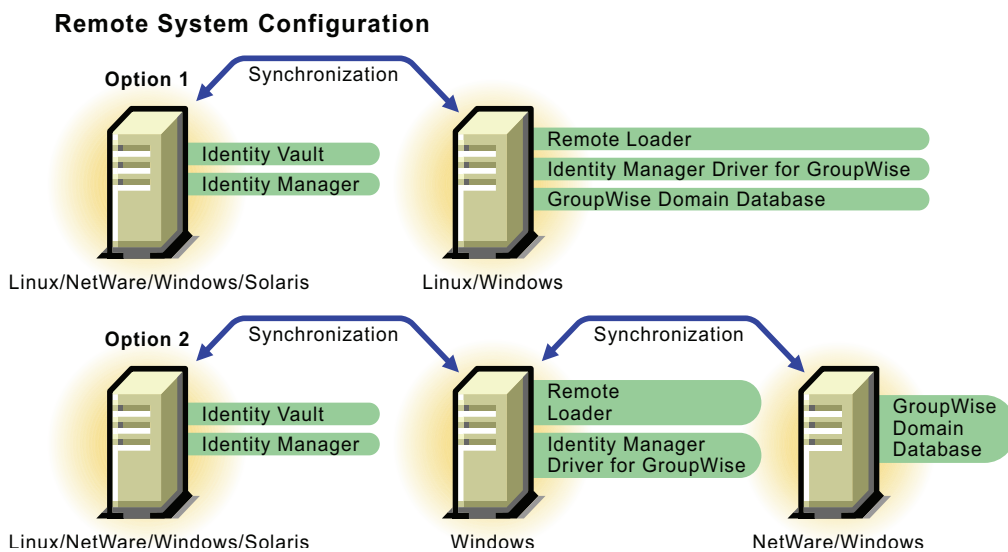 Remote System Configuration
Option 1
Synchronization
Identity Vault
Identity Manager
Remote Loader
Identity Manager Driver for GroupWise
GroupWise Domain Database
Linux/NetWare/Windows/Solaris
Linux/Windows
Option 2
Synchronization
Synchronization
Identity Vault
Identity Manager
Remote
Loader
Identity Manager
Driver for GroupWise
GroupWise
Domain
Database
Linux/NetWare/Windows/Solaris
Windows
NetWare/Windows